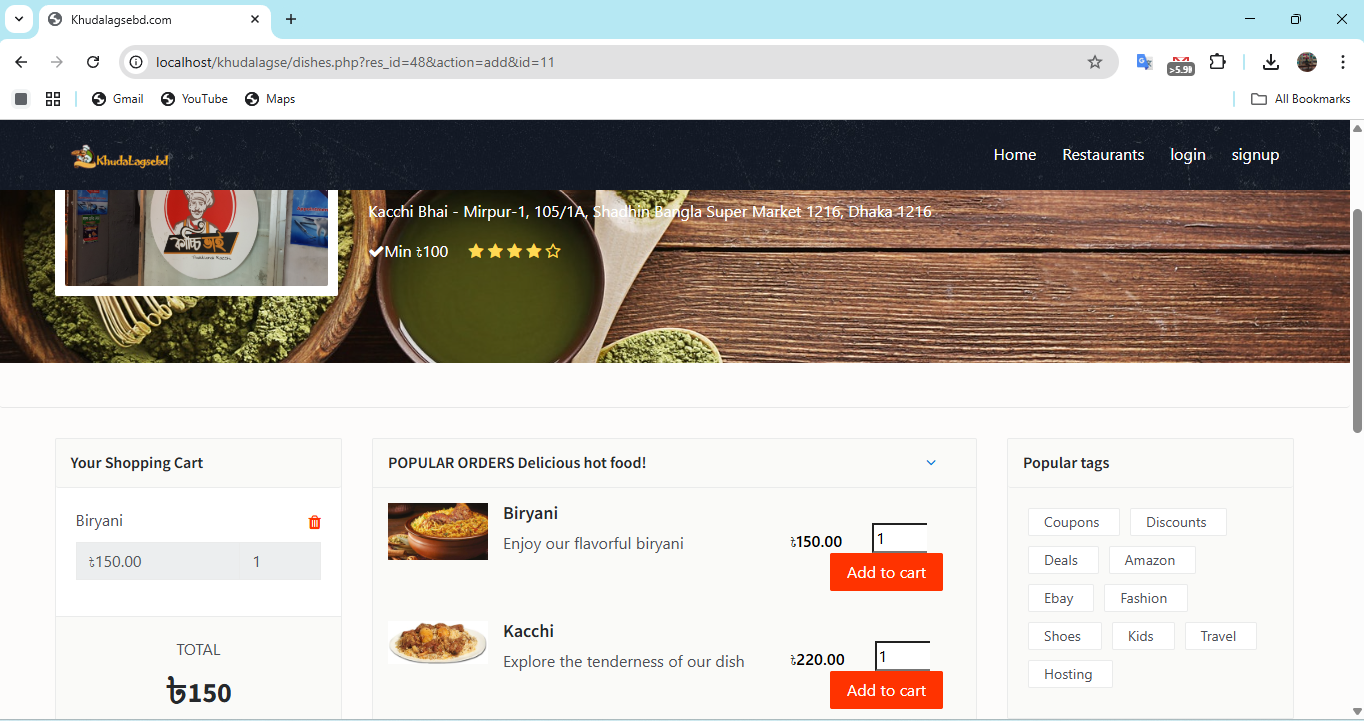 Khudalagsebd.com
localhost/khudalagse/dishes.php?res_id=48&action=add&id=11
>5.9
Gmail YouTube Maps All Bookmarks
KhudaLagsebd Home Restaurants login signup
কাচ্চি ভাই
Kacchi Bhai - Mirpur-1, 105/1A, Shadhin Bangla Super Market 1216, Dhaka 1216
Min ৳100
Your Shopping Cart
Biryani
৳150.00 1
TOTAL
৳150
POPULAR ORDERS Delicious hot food!
Biryani
Enjoy our flavorful biryani
৳150.00 1
Add to cart
Kacchi
Explore the tenderness of our dish
৳220.00 1
Add to cart
Popular tags
Coupons Discounts
Deals Amazon
Ebay Fashion
Shoes Kids Travel
Hosting